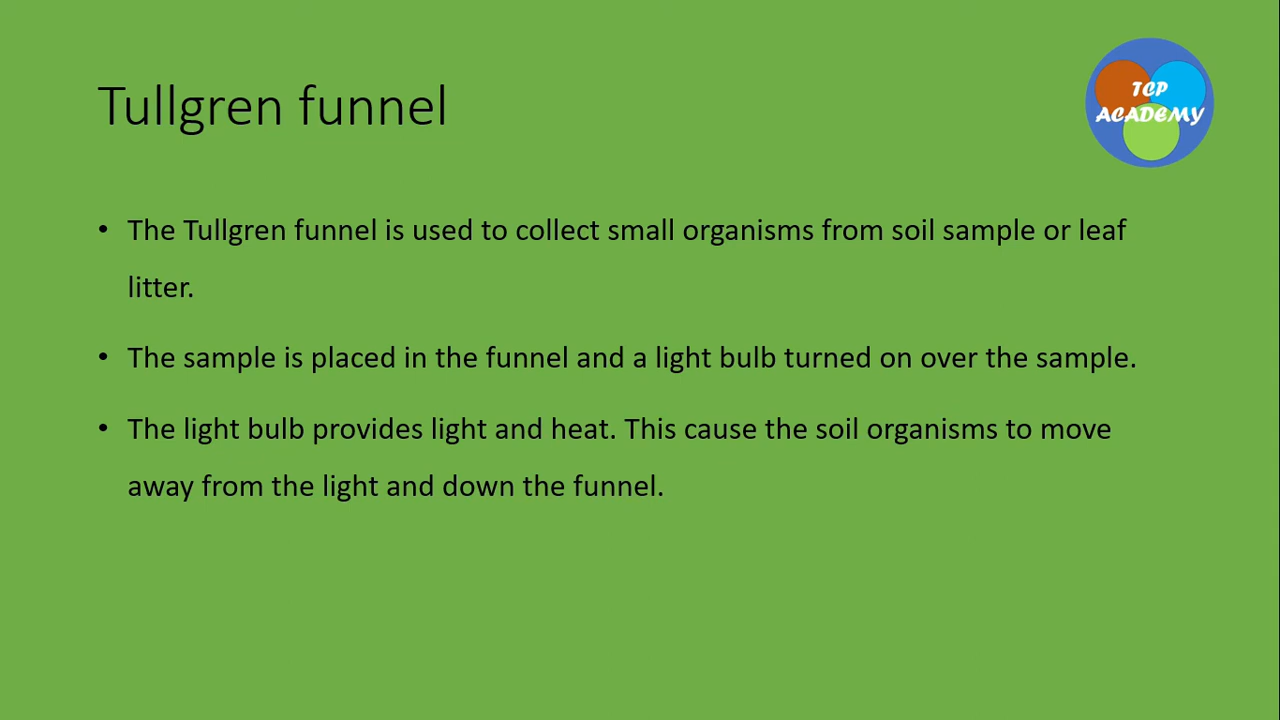 Tullgren funnel
TCP
ACADEMY
• The Tullgren funnel is used to collect small organisms from soil sample or leaf
litter.
• The sample is placed in the funnel and a light bulb turned on over the sample.
• The light bulb provides light and heat. This cause the soil organisms to move
away from the light and down the funnel.